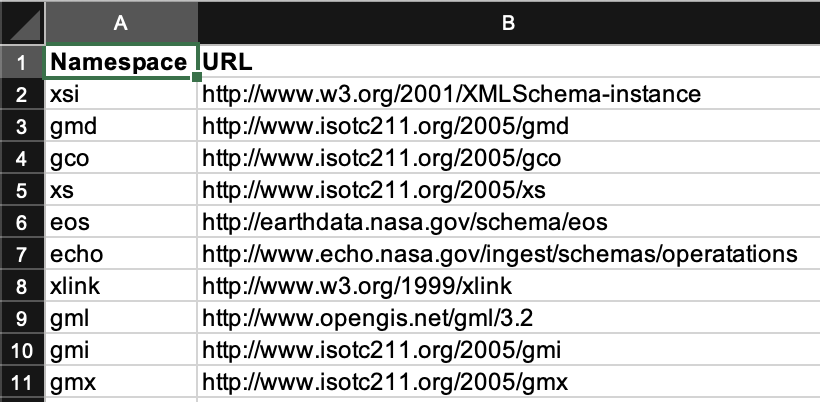 A B
1 Namespace URL
2 xsi http://www.w3.org/2001/XMLSchema-instance
3 gmd http://www.isotc211.org/2005/gmd
4 gco http://www.isotc211.org/2005/gco
5 xs http://www.isotc211.org/2005/xs
6 eos http://earthdata.nasa.gov/schema/eos
7 echo http://www.echo.nasa.gov/ingest/schemas/operatations
8 xlink http://www.w3.org/1999/xlink
9 gml http://www.opengis.net/gml/3.2
10 gmi http://www.isotc211.org/2005/gmi
11 gmx http://www.isotc211.org/2005/gmx